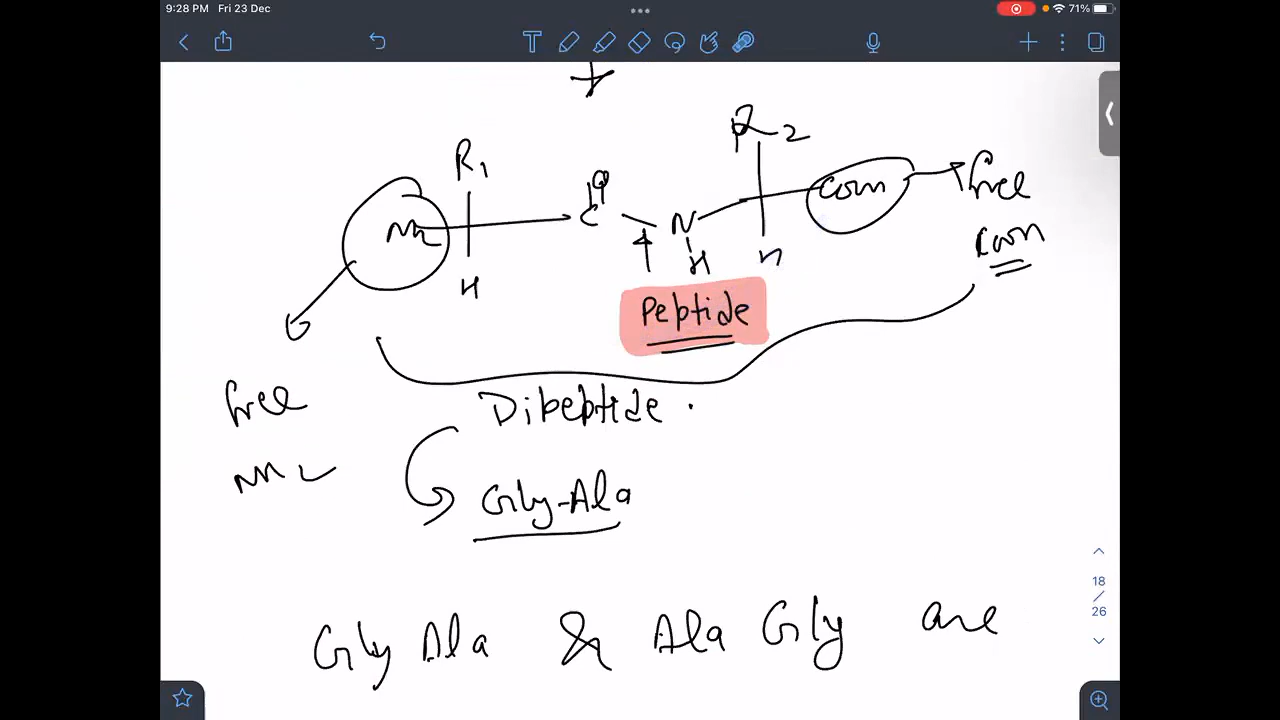 9:28 PM Fri 23 Dec
71%
R₁
R₂
NH₂
C
O
N
H
COOH
free
COOH
H
H
Peptide
free
NH₂
Dipeptide .
Gly-Ala
18
/
26
Gly Ala & Ala Gly are